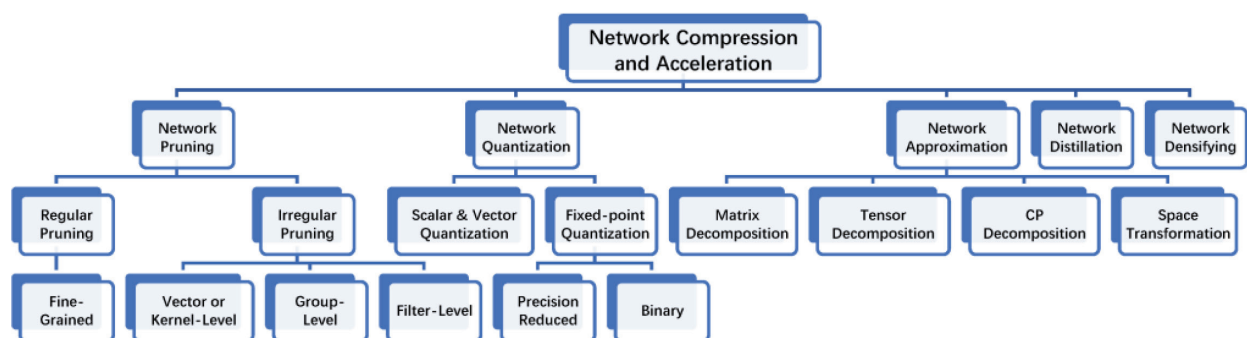 Network Compression
and Acceleration
Network
Pruning
Network
Quantization
Network
Approximation
Network
Distillation
Network
Densifying
Regular
Pruning
Irregular
Pruning
Scalar & Vector
Quantization
Fixed-point
Quantization
Matrix
Decomposition
Tensor
Decomposition
CP
Decomposition
Space
Transformation
Fine-
Grained
Vector or
Kernel-Level
Group-
Level
Filter-Level
Precision
Reduced
Binary